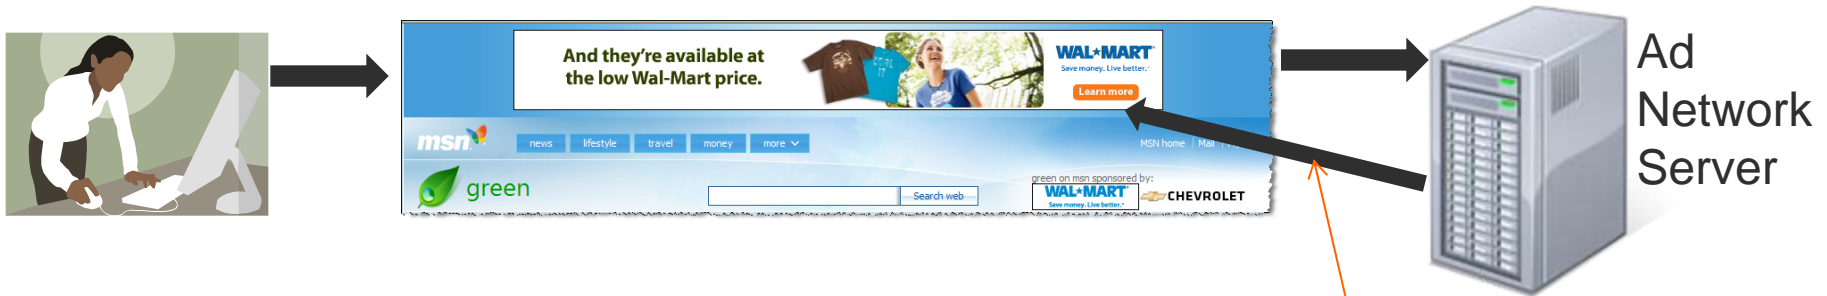 And they're available at
the low Wal-Mart price.
WAL★MART
Save money. Live better.
Learn more
msn
news
lifestyle
travel
money
more
MSN home
Mail
green
Search web
green on msn sponsored by:
WAL★MART
Save money. Live better.
CHEVROLET
Ad
Network
Server